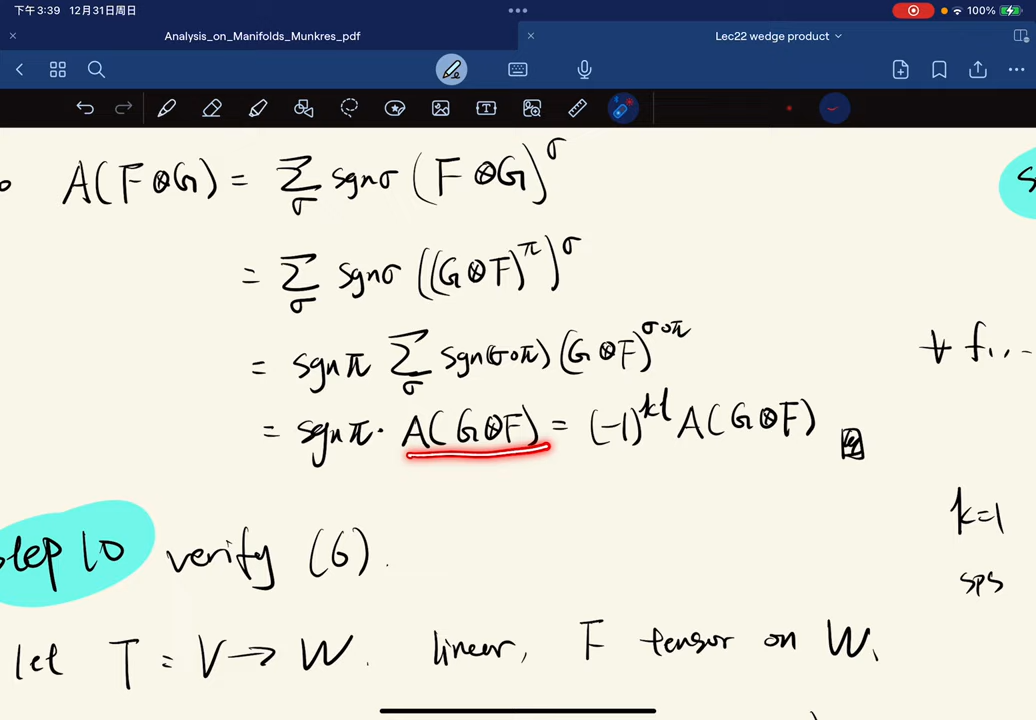 下午3:39 12月31日周日
100%
Analysis_on_Manifolds_Munkres_pdf
Lec22 wedge product
A(F⊗G) = Σ_σ sgnσ (F⊗G)^σ
= Σ_σ sgnσ ((G⊗F)^π)^σ
= sgnπ Σ_σ sgn(σ∘π) (G⊗F)^{σ∘π}
∀ f, ...
= sgnπ · A(G⊗F) = (-1)^{kl} A(G⊗F)
k=1
step 10 verify (6).
sps
let T = V → W. linear, F tensor on W,